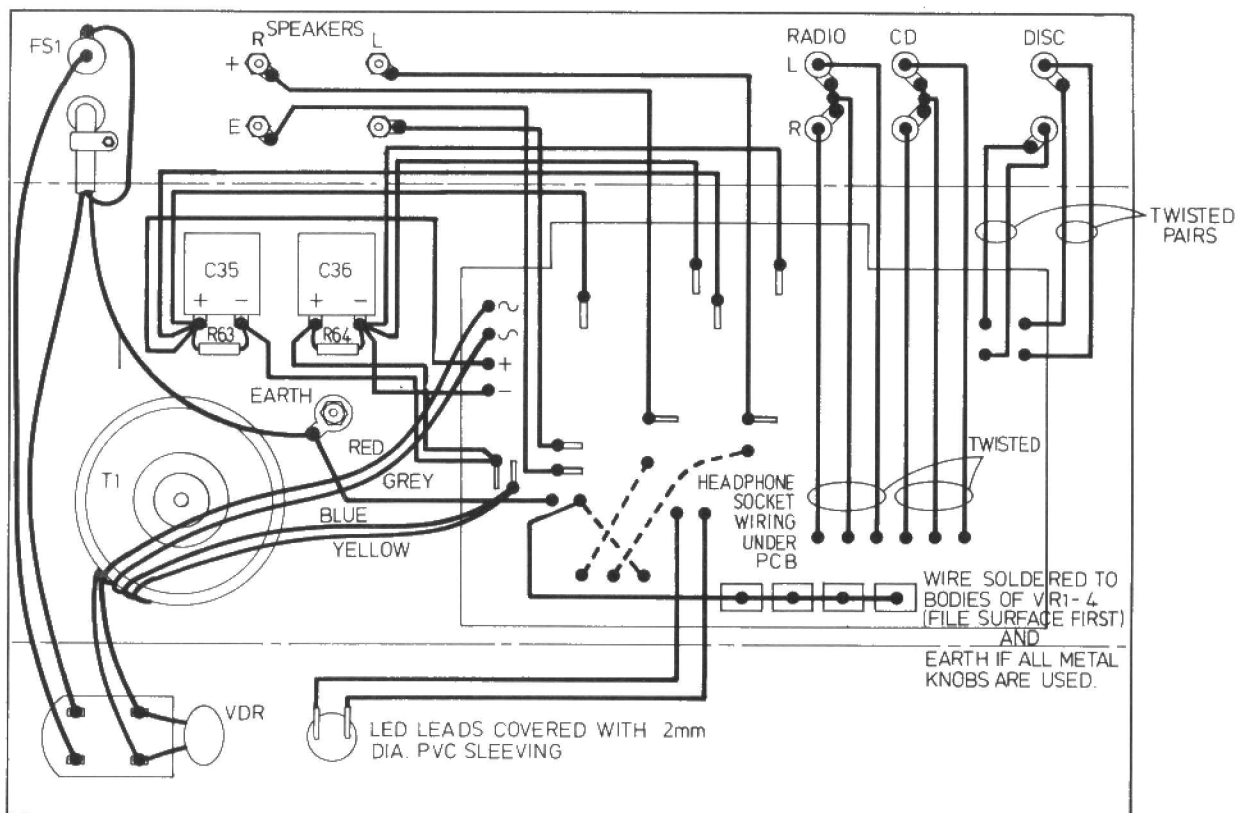 FS1
SPEAKERS
R L
+
E
RADIO CD DISC
L
R
TWISTED
PAIRS
C35 C36
+ - + -
R63 R64
~
~
+
-
EARTH
RED
GREY
BLUE
YELLOW
T1
TWISTED
HEADPHONE
SOCKET
WIRING
UNDER
PCB
WIRE SOLDERED TO
BODIES OF VR1-4
(FILE SURFACE FIRST)
AND
EARTH IF ALL METAL
KNOBS ARE USED.
VDR
LED LEADS COVERED WITH 2mm
DIA. PVC SLEEVING